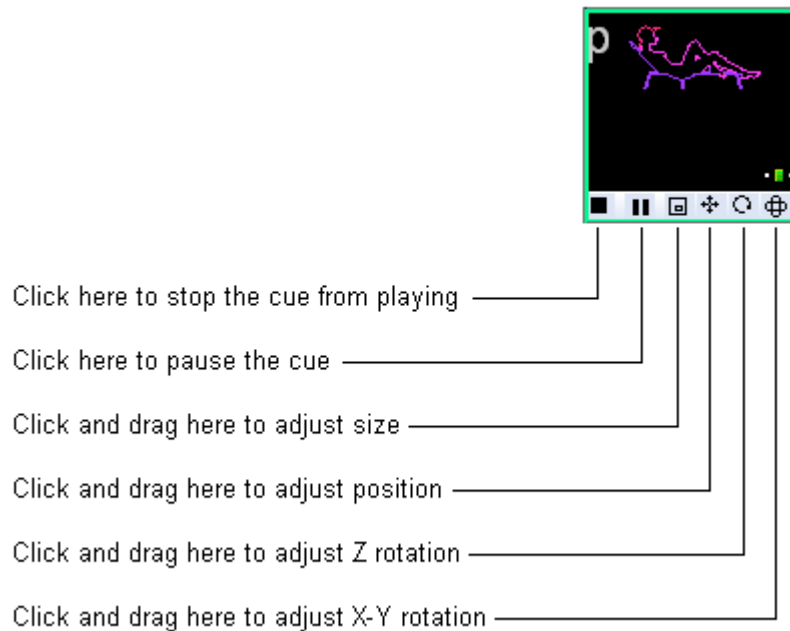 p
Click here to stop the cue from playing
Click here to pause the cue
Click and drag here to adjust size
Click and drag here to adjust position
Click and drag here to adjust Z rotation
Click and drag here to adjust X-Y rotation